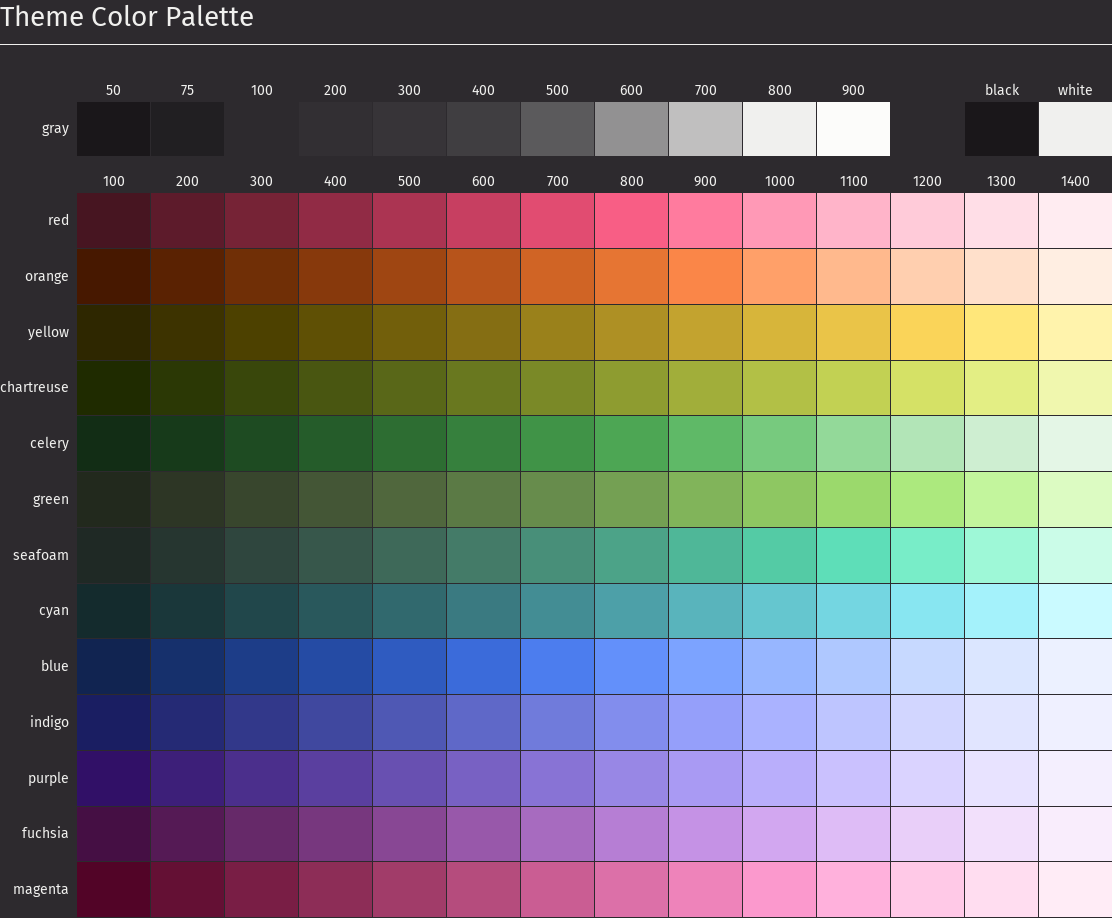 Theme Color Palette
50 75 100 200 300 400 500 600 700 800 900 black white
gray
100 200 300 400 500 600 700 800 900 1000 1100 1200 1300 1400
red
orange
yellow
chartreuse
celery
green
seafoam
cyan
blue
indigo
purple
fuchsia
magenta